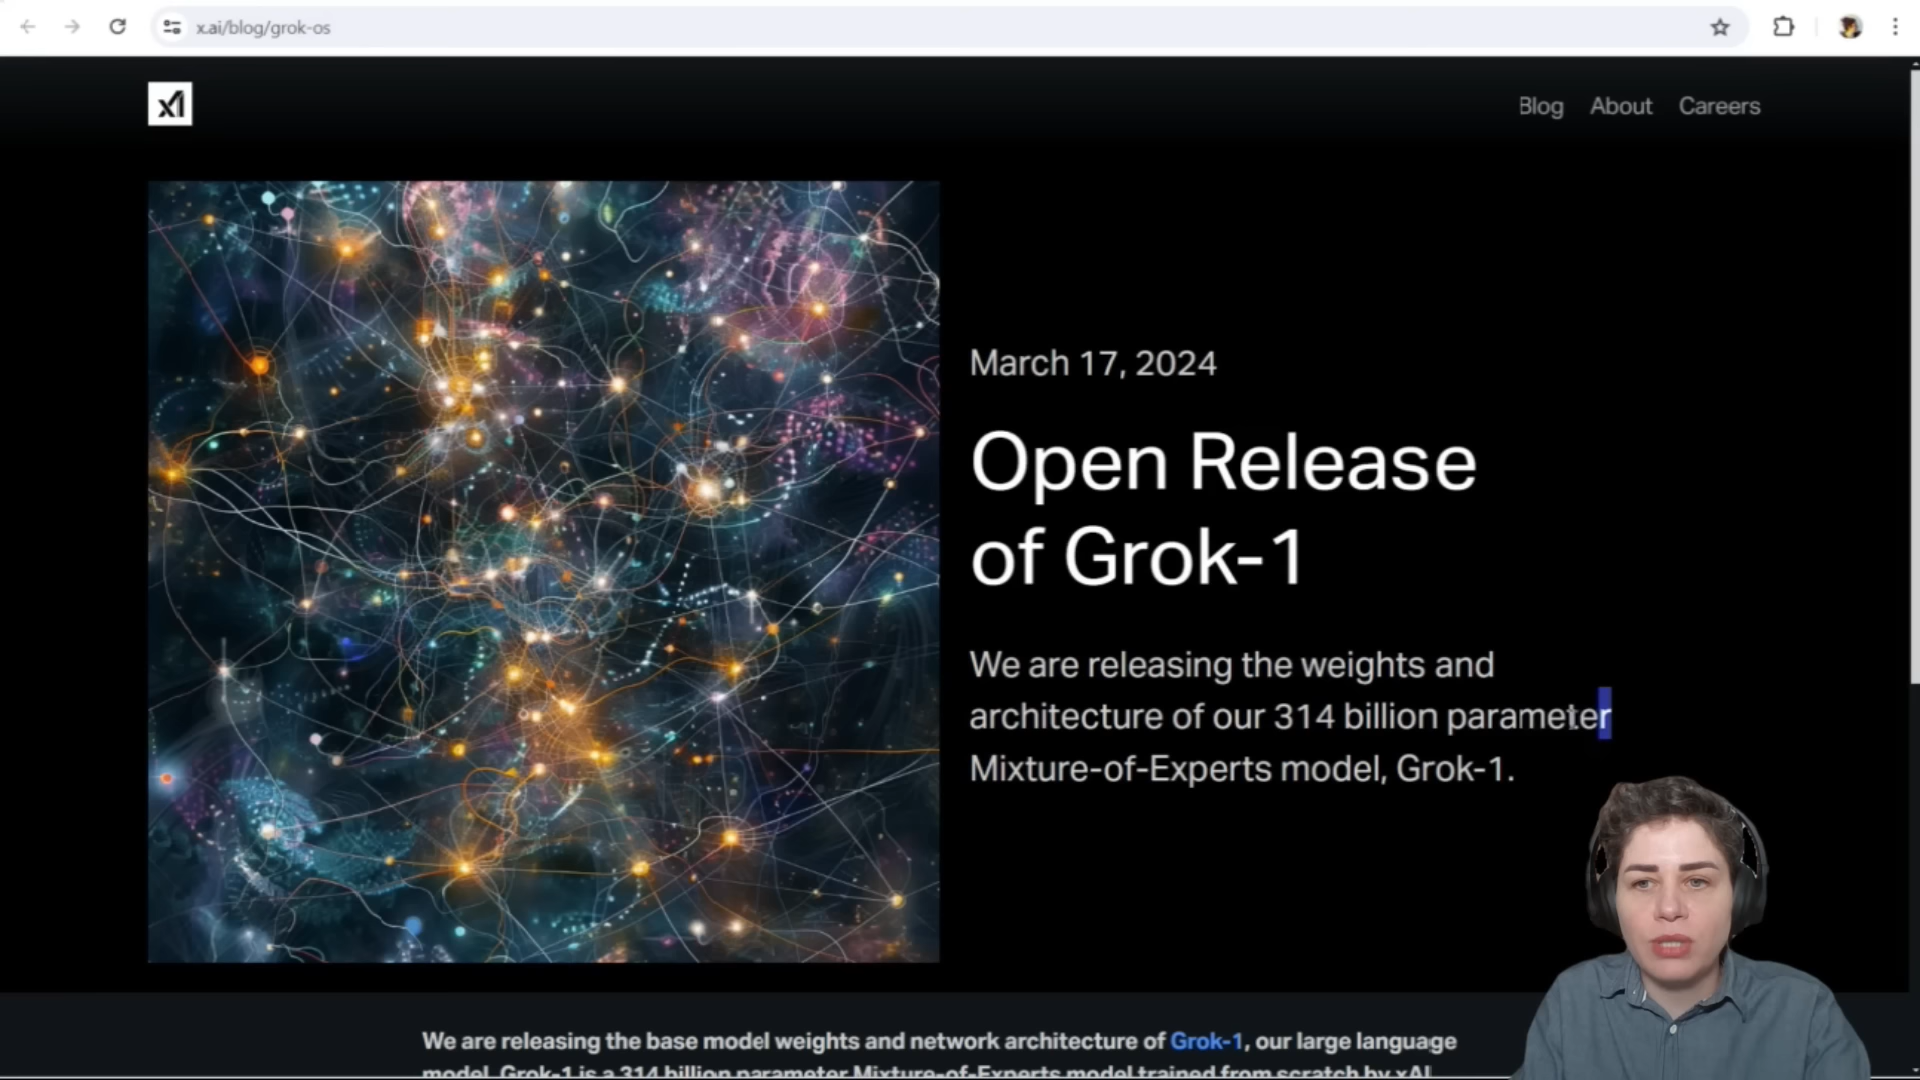 x.ai/blog/grok-os
xAI
Blog About Careers
March 17, 2024
Open Release
of Grok-1
We are releasing the weights and
architecture of our 314 billion parameter
Mixture-of-Experts model, Grok-1.
We are releasing the base model weights and network architecture of Grok-1, our large language
model. Grok-1 is a 314 billion parameter Mixture-of-Experts model trained from scratch by xAI.